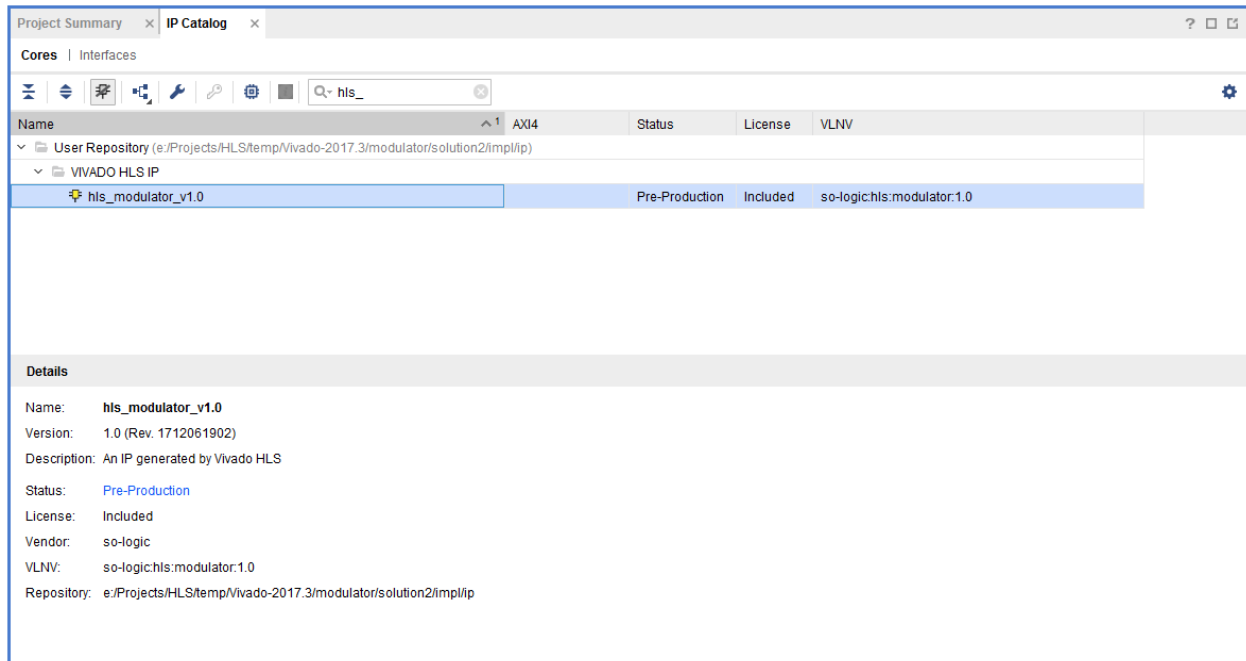 Project Summary × IP Catalog × ?
Cores | Interfaces
hls_
Name 1 AXI4 Status License VLNV
User Repository (e:/Projects/HLS/temp/Vivado-2017.3/modulator/solution2/impl/ip)
VIVADO HLS IP
hls_modulator_v1.0 Pre-Production Included so-logic:hls:modulator:1.0
Details
Name: hls_modulator_v1.0
Version: 1.0 (Rev. 1712061902)
Description: An IP generated by Vivado HLS
Status: Pre-Production
License: Included
Vendor: so-logic
VLNV: so-logic:hls:modulator:1.0
Repository: e:/Projects/HLS/temp/Vivado-2017.3/modulator/solution2/impl/ip